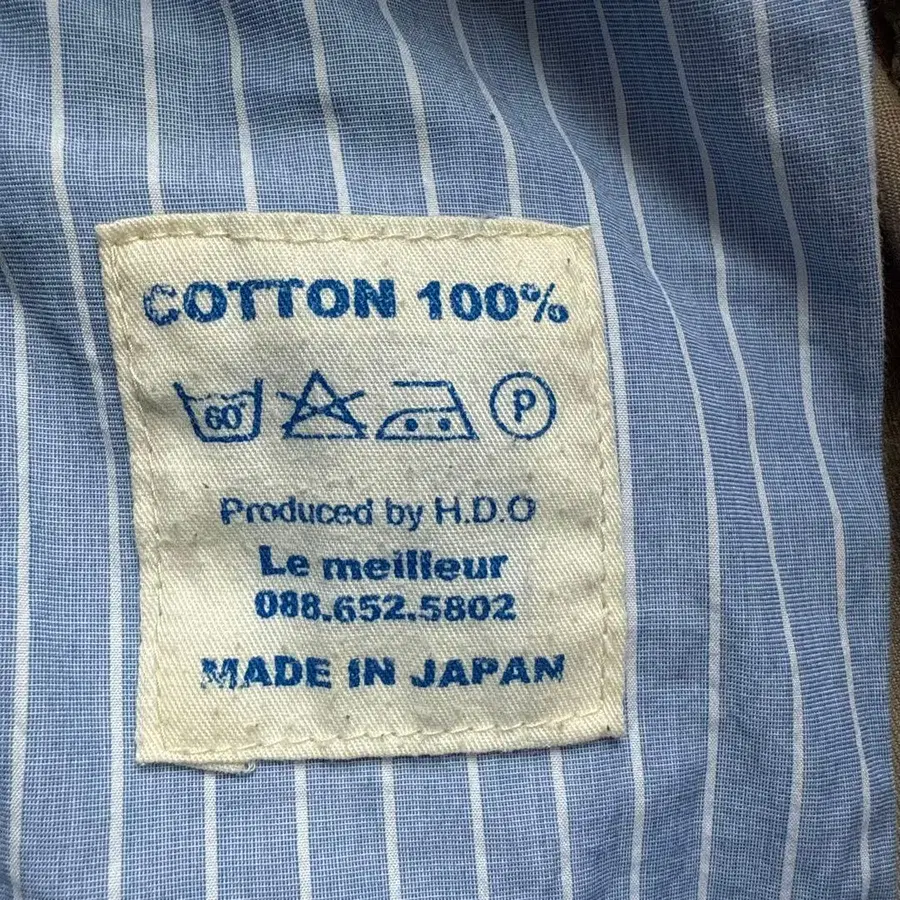 COTTON 100%
60° P
Produced by H.D.O
Le meilleur
088.652.5802
MADE IN JAPAN